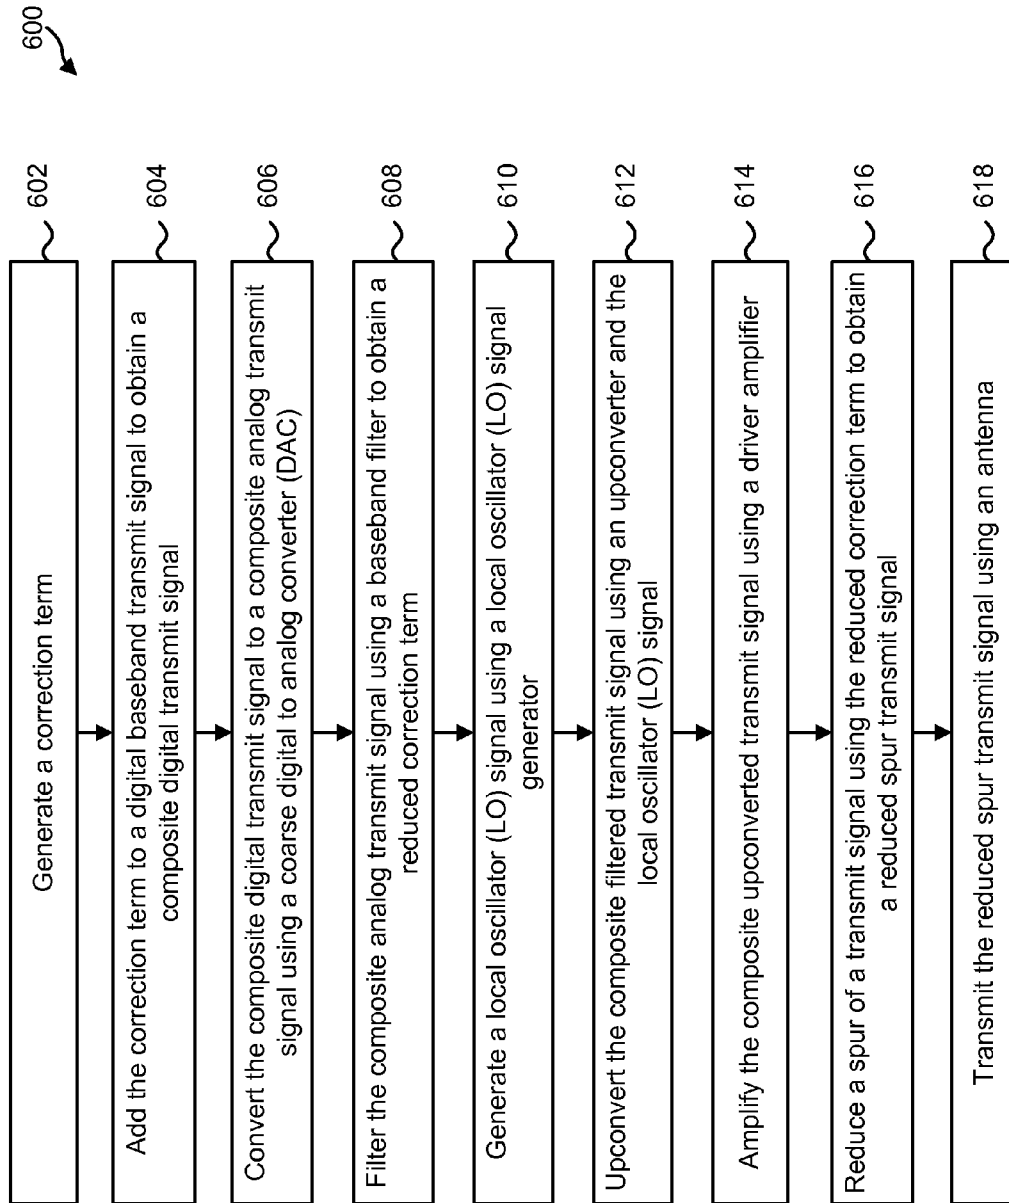 600
Generate a correction term
602
Add the correction term to a digital baseband transmit signal to obtain a
composite digital transmit signal
604
Convert the composite digital transmit signal to a composite analog transmit
signal using a coarse digital to analog converter (DAC)
606
Filter the composite analog transmit signal using a baseband filter to obtain a
reduced correction term
608
Generate a local oscillator (LO) signal using a local oscillator (LO) signal
generator
610
Upconvert the composite filtered transmit signal using an upconverter and the
local oscillator (LO) signal
612
Amplify the composite upconverted transmit signal using a driver amplifier
614
Reduce a spur of a transmit signal using the reduced correction term to obtain
a reduced spur transmit signal
616
Transmit the reduced spur transmit signal using an antenna
618